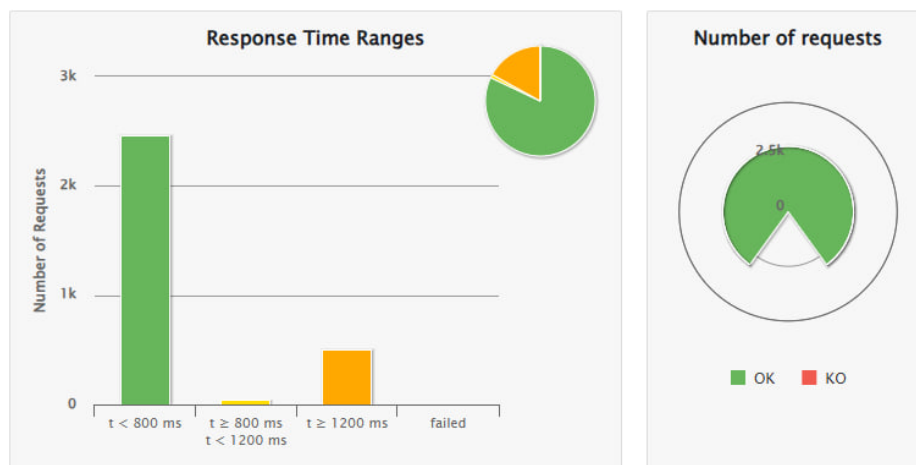 Response Time Ranges
3k
2k
1k
0
Number of Requests
t < 800 ms
t ≥ 800 ms
t < 1200 ms
t ≥ 1200 ms
failed
Number of requests
2.5k
0
OK
KO